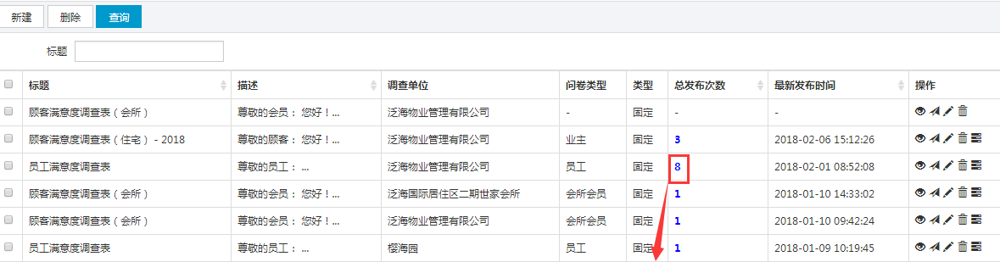 新建 删除 查询
标题
标题 描述 调查单位 问卷类型 类型 总发布次数 最新发布时间 操作
顾客满意度调查表（会所） 尊敬的会员： 您好！... 泛海物业管理有限公司 - 固定 - -
顾客满意度调查表（住宅） - 2018 尊敬的顾客： 您好！... 泛海物业管理有限公司 业主 固定 3 2018-02-06 15:12:26
员工满意度调查表 尊敬的员工： ... 泛海物业管理有限公司 员工 固定 8 2018-02-01 08:52:08
顾客满意度调查表（会所） 尊敬的会员： 您好！... 泛海国际居住区二期世家会所 会所会员 固定 1 2018-01-10 14:33:02
顾客满意度调查表（会所） 尊敬的会员： 您好！... 泛海物业管理有限公司 会所会员 固定 1 2018-01-10 09:42:24
员工满意度调查表 尊敬的员工： ... 樱海园 员工 固定 1 2018-01-09 10:19:45